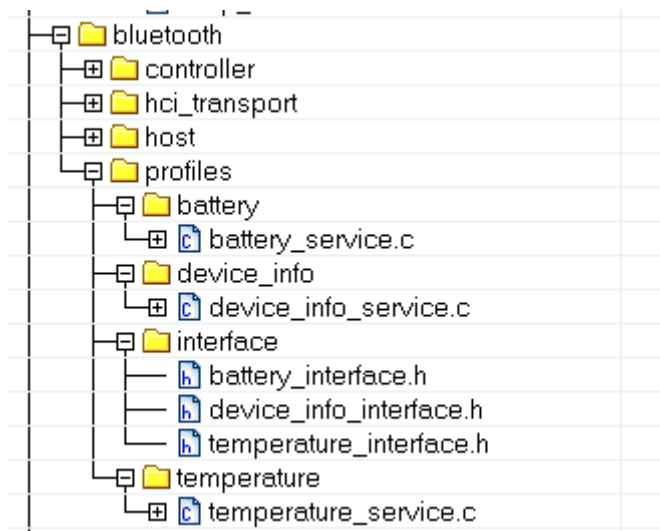 bluetooth
controller
hci_transport
host
profiles
battery
battery_service.c
device_info
device_info_service.c
interface
battery_interface.h
device_info_interface.h
temperature_interface.h
temperature
temperature_service.c